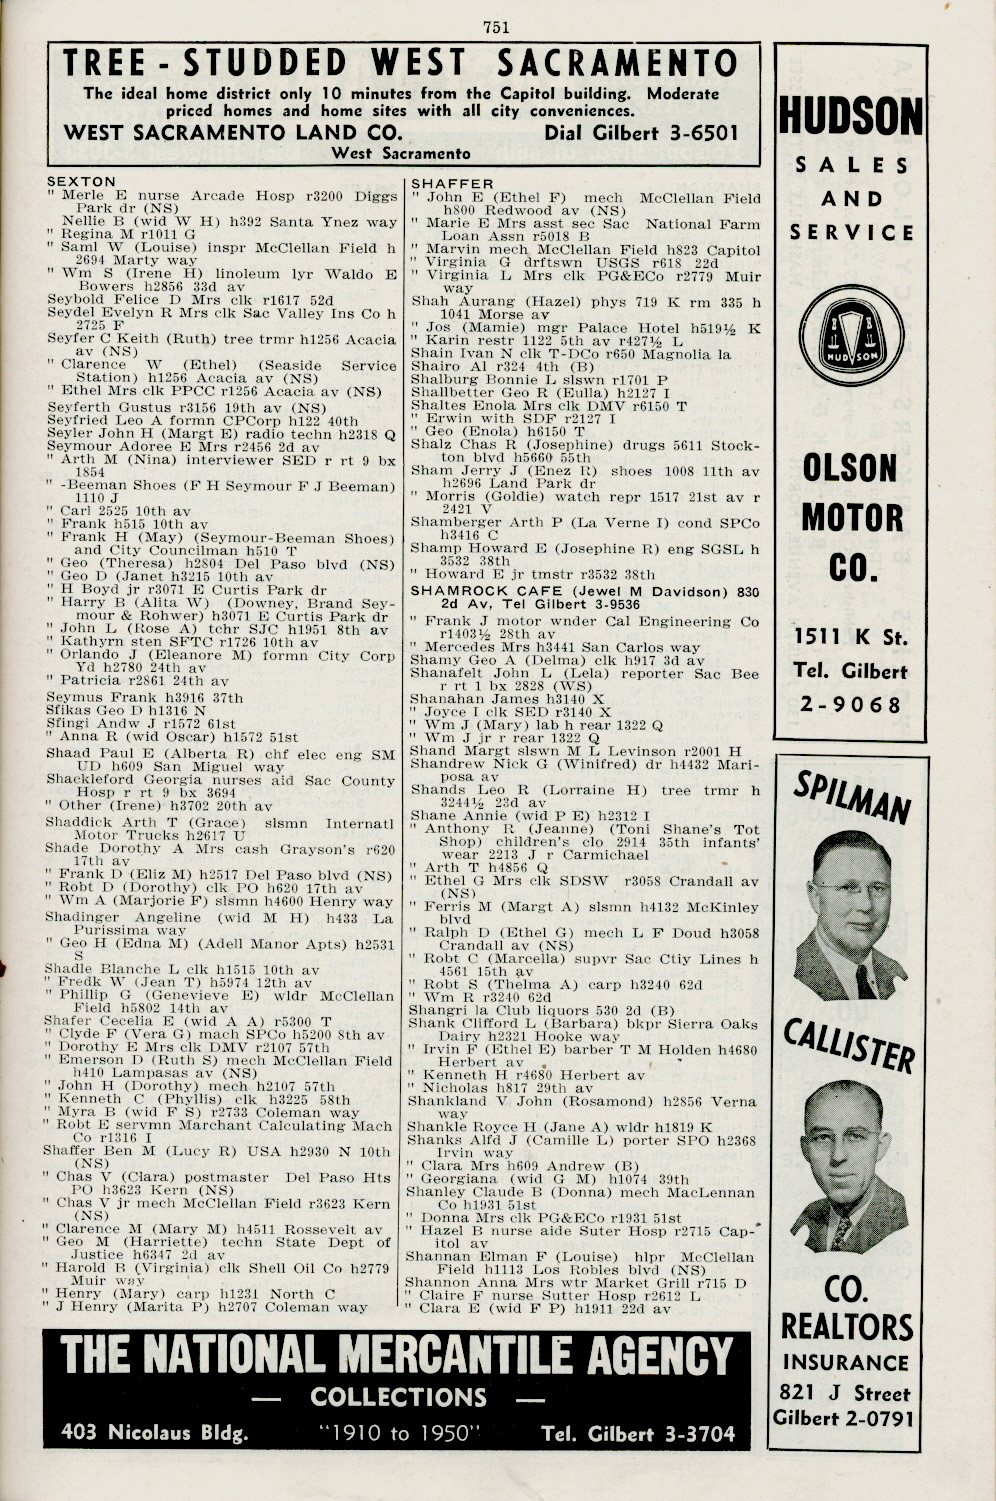 751
TREE - STUDDED WEST SACRAMENTO
The ideal home district only 10 minutes from the Capitol building. Moderate
priced homes and home sites with all city conveniences.
WEST SACRAMENTO LAND CO. Dial Gilbert 3-6501
West Sacramento
SEXTON
" Merle E nurse Arcade Hosp r3200 Diggs
Park dr (NS)
Nellie B (wid W H) h392 Santa Ynez way
" Regina M r1011 G
" Saml W (Louise) inspr McClellan Field h
2694 Marty way
" Wm S (Irene H) linoleum lyr Waldo E
Bowers h2856 33d av
Seybold Felice D Mrs clk r1617 52d
Seydel Evelyn R Mrs clk Sac Valley Ins Co h
2725 F
Seyfer C Keith (Ruth) tree trmr h1256 Acacia
av (NS)
" Clarence W (Ethel) (Seaside Service
Station) h1256 Acacia av (NS)
" Ethel Mrs clk PPCC r1256 Acacia av (NS)
Seyferth Gustus r3156 19th av (NS)
Seyfried Leo A formn CPCorp h122 40th
Seyler John H (Margt E) radio techn h2318 Q
Seymour Adoree E Mrs r2456 2d av
" Arth M (Nina) interviewer SED r rt 9 bx
1854
" -Beeman Shoes (F H Seymour F J Beeman)
1110 J
" Carl 2525 10th av
" Frank h515 10th av
" Frank H (May) (Seymour-Beeman Shoes)
and City Councilman h510 T
" Geo (Theresa) h2804 Del Paso blvd (NS)
" Geo D (Janet h3215 10th av
" H Boyd jr r3071 E Curtis Park dr
" Harry B (Alita W) (Downey, Brand Sey-
mour & Rohwer) h3071 E Curtis Park dr
" John L (Rose A) tchr SJC h1951 8th av
" Kathyrn sten SFTC r1726 10th av
" Orlando J (Eleanore M) formn City Corp
Yd h2780 24th av
" Patricia r2861 24th av
Seymus Frank h3916 37th
Sfikas Geo D h1316 N
Sfingi Andw J r1572 61st
" Anna R (wid Oscar) h1572 51st
Shaad Paul E (Alberta R) chf elec eng SM
UD h609 San Miguel way
Shackleford Georgia nurses aid Sac County
Hosp r rt 9 bx 3694
" Other (Irene) h3702 20th av
Shaddick Arth T (Grace) slsmn Internatl
Motor Trucks h2617 U
Shade Dorothy A Mrs cash Grayson's r620
17th av
" Frank D (Eliz M) h2517 Del Paso blvd (NS)
" Robt D (Dorothy) clk PO h620 17th av
" Wm A (Marjorie F) slsmn h4600 Henry way
Shadinger Angeline (wid M H) h433 La
Purissima way
" Geo H (Edna M) (Adell Manor Apts) h2531
S
Shadle Blanche L clk h1515 10th av
" Fredk W (Jean T) h5974 12th av
" Phillip G (Genevieve E) wldr McClellan
Field h5802 14th av
Shafer Cecelia E (wid A A) r5300 T
" Clyde F (Vera G) mach SPCo h5200 8th av
" Dorothy E Mrs clk DMV r2107 57th
" Emerson D (Ruth S) mech McClellan Field
h410 Lampasas av (NS)
" John H (Dorothy) mech h2107 57th
" Kenneth C (Phyllis) clk h3225 58th
" Myra B (wid F S) r2733 Coleman way
" Robt E servmn Marchant Calculating Mach
Co r1316 I
Shaffer Ben M (Lucy R) USA h2930 N 10th
(NS)
" Chas V (Clara) postmaster Del Paso Hts
PO h3623 Kern (NS)
" Chas V jr mech McClellan Field r3623 Kern
(NS)
" Clarence M (Mary M) h4511 Rossevelt av
" Geo M (Harriette) techn State Dept of
Justice h6347 2d av
" Harold B (Virginia) clk Shell Oil Co h2779
Muir way
" Henry (Mary) carp h1231 North C
" J Henry (Marita P) h2707 Coleman way
SHAFFER
" John E (Ethel F) mech McClellan Field
h800 Redwood av (NS)
" Marie E Mrs asst sec Sac National Farm
Loan Assn r5018 B
" Marvin mech McClellan Field h823 Capitol
" Virginia G drftswn USGS r618 22d
" Virginia L Mrs clk PG&ECo r2779 Muir
way
Shah Aurang (Hazel) phys 719 K rm 335 h
1041 Morse av
" Jos (Mamie) mgr Palace Hotel h519½ K
" Karin restr 1122 5th av r427½ L
Shain Ivan N clk T-DCo r650 Magnolia la
Shairo Al r324 4th (B)
Shalburg Bonnie L slswn r1701 P
Shallbetter Geo R (Eulla) h2127 I
Shaltes Enola Mrs clk DMV r6150 T
" Erwin with SDF r2127 I
" Geo (Enola) h6150 T
Shalz Chas R (Josephine) drugs 5611 Stock-
ton blvd h5660 55th
Sham Jerry J (Enez R) shoes 1008 11th av
h2696 Land Park dr
" Morris (Goldie) watch repr 1517 21st av r
2421 V
Shamberger Arth P (La Verne I) cond SPCo
h3416 C
Shamp Howard E (Josephine R) eng SGSL h
3532 38th
" Howard E jr tmstr r3532 38th
SHAMROCK CAFE (Jewel M Davidson) 830
2d Av, Tel Gilbert 3-9536
" Frank J motor wnder Cal Engineering Co
r1403½ 28th av
" Mercedes Mrs h3441 San Carlos way
Shamy Geo A (Delma) clk h917 3d av
Shanafelt John L (Lela) reporter Sac Bee
r rt 1 bx 2828 (WS)
Shanahan James h3140 X
" Joyce I clk SED r3140 X
" Wm J (Mary) lab h rear 1322 Q
" Wm J jr r rear 1322 Q
Shand Margt slswn M L Levinson r2001 H
Shandrew Nick G (Winifred) dr h4432 Mari-
posa av
Shands Leo R (Lorraine H) tree trmr h
3244½ 23d av
Shane Annie (wid P E) h2312 I
" Anthony R (Jeanne) (Toni Shane's Tot
Shop) children's clo 2914 35th infants'
wear 2213 J r Carmichael
" Arth T h4856 Q
" Ethel G Mrs clk SDSW r3058 Crandall av
(NS)
" Ferris M (Margt A) slsmn h4132 McKinley
blvd
" Ralph D (Ethel G) mech L F Doud h3058
Crandall av (NS)
" Robt C (Marcella) supvr Sac Ctiy Lines h
4561 15th av
" Robt S (Thelma A) carp h3240 62d
" Wm R r3240 62d
Shangri la Club liquors 530 2d (B)
Shank Clifford L (Barbara) bkpr Sierra Oaks
Dairy h2321 Hooke way
" Irvin F (Ethel E) barber T M Holden h4680
Herbert av
" Kenneth H r4680 Herbert av
" Nicholas h817 29th av
Shankland V John (Rosamond) h2856 Verna
way
Shankle Royce H (Jane A) wldr h1819 K
Shanks Alfd J (Camille L) porter SPO h2368
Irvin way
" Clara Mrs h609 Andrew (B)
" Georgiana (wid G M) h1074 39th
Shanley Claude B (Donna) mech MacLennan
Co h1931 51st
" Donna Mrs clk PG&ECo r1931 51st
" Hazel B nurse aide Suter Hosp r2715 Cap-
itol av
Shannan Elman F (Louise) hlpr McClellan
Field h1113 Los Robles blvd (NS)
Shannon Anna Mrs wtr Market Grill r715 D
" Claire F nurse Sutter Hosp r2612 L
" Clara E (wid F P) h1911 22d av
HUDSON
SALES
AND
SERVICE
HUDSON
OLSON
MOTOR
CO.
1511 K St.
Tel. Gilbert
2-9068
SPILMAN
CALLISTER
CO.
REALTORS
INSURANCE
821 J Street
Gilbert 2-0791
THE NATIONAL MERCANTILE AGENCY
— COLLECTIONS —
403 Nicolaus Bldg. "1910 to 1950" Tel. Gilbert 3-3704